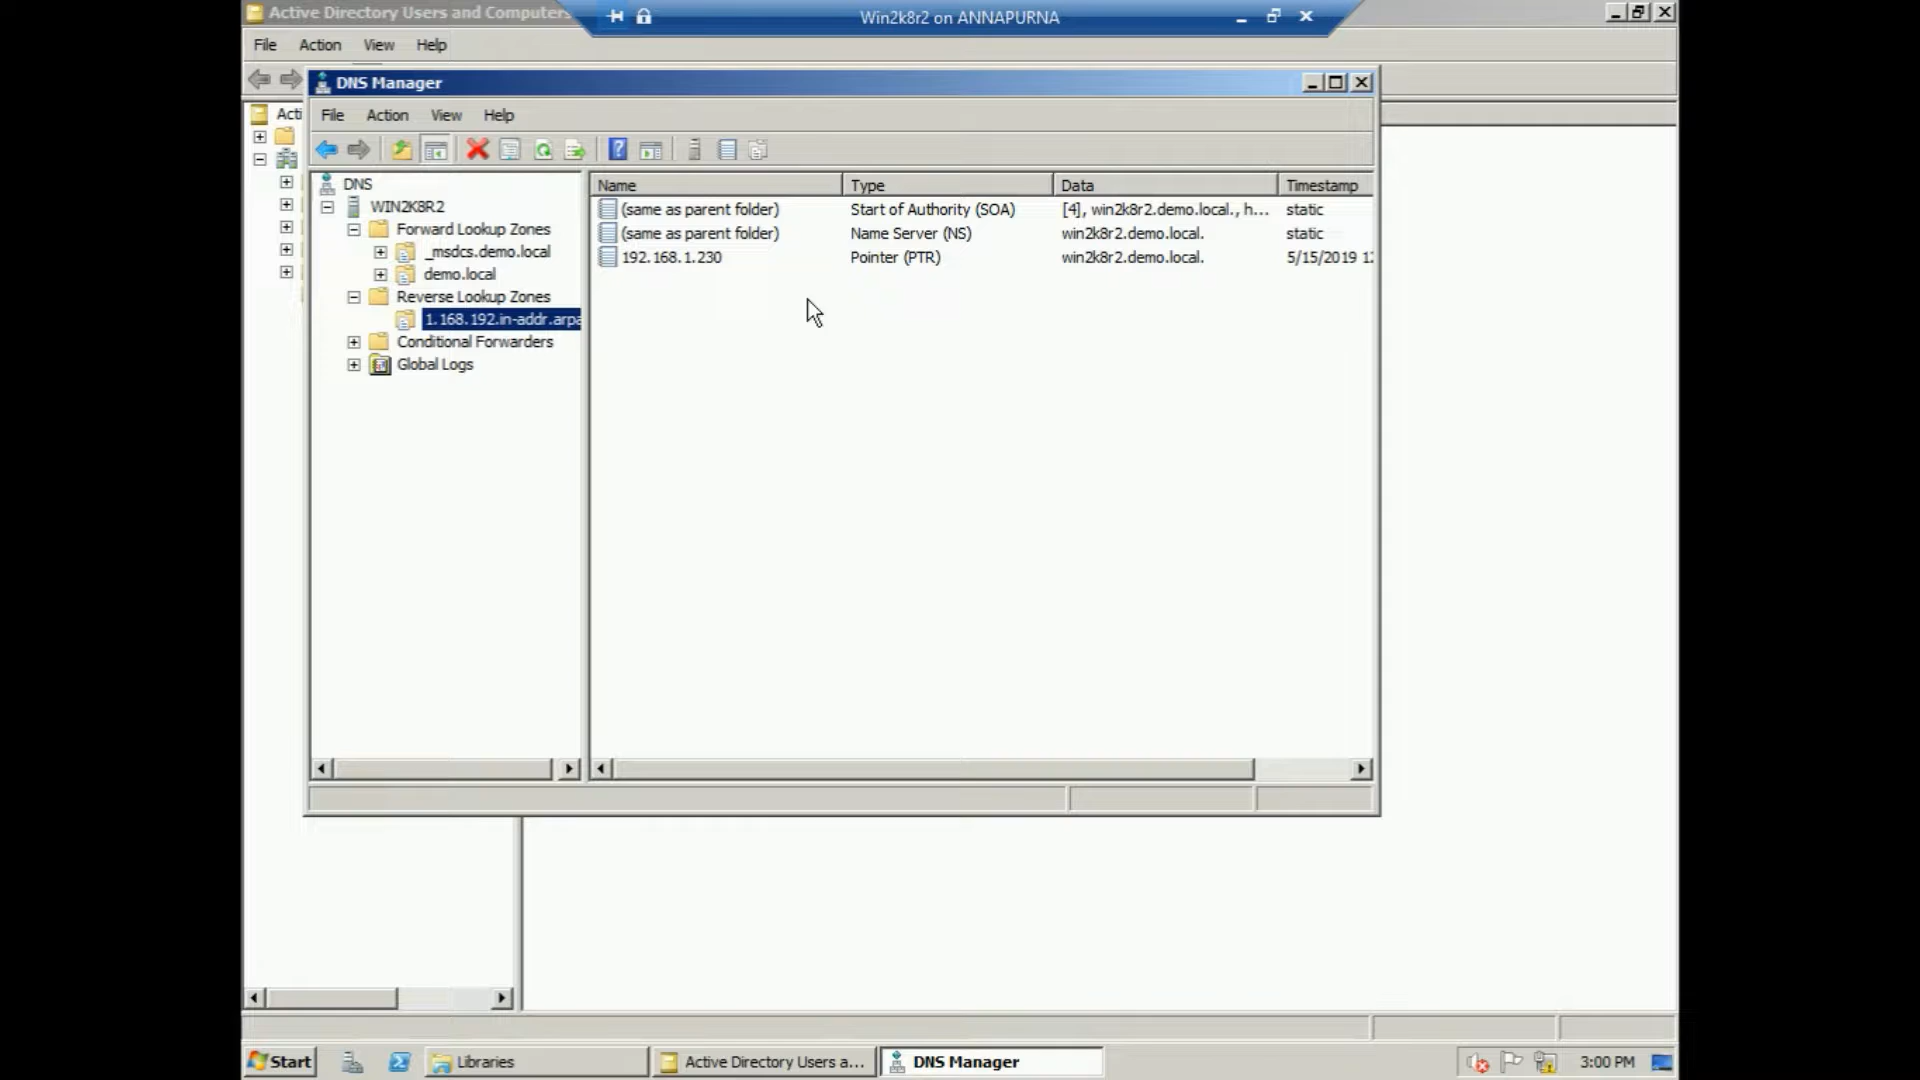 Active Directory Users and Computers
Win2k8r2 on ANNAPURNA
File Action View Help
DNS Manager
Acti
File Action View Help
DNS
WIN2K8R2
Forward Lookup Zones
_msdcs.demo.local
demo.local
Reverse Lookup Zones
1.168.192.in-addr.arpa
Conditional Forwarders
Global Logs
Name Type Data Timestamp
(same as parent folder) Start of Authority (SOA) [4], win2k8r2.demo.local., h... static
(same as parent folder) Name Server (NS) win2k8r2.demo.local. static
192.168.1.230 Pointer (PTR) win2k8r2.demo.local. 5/15/2019
Start Libraries Active Directory Users a... DNS Manager 3:00 PM